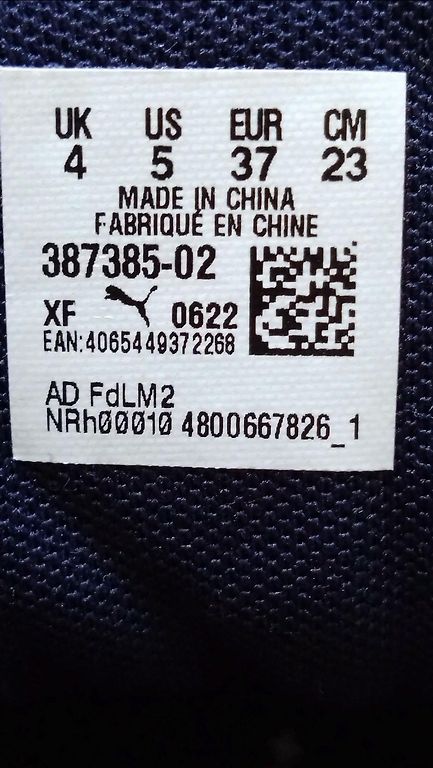 UK US EUR CM
4 5 37 23
MADE IN CHINA
FABRIQUÉ EN CHINE
387385-02
XF 0622
EAN:4065449372268
AD FdLM2
NRhØØØ1Ø 4800667826_1